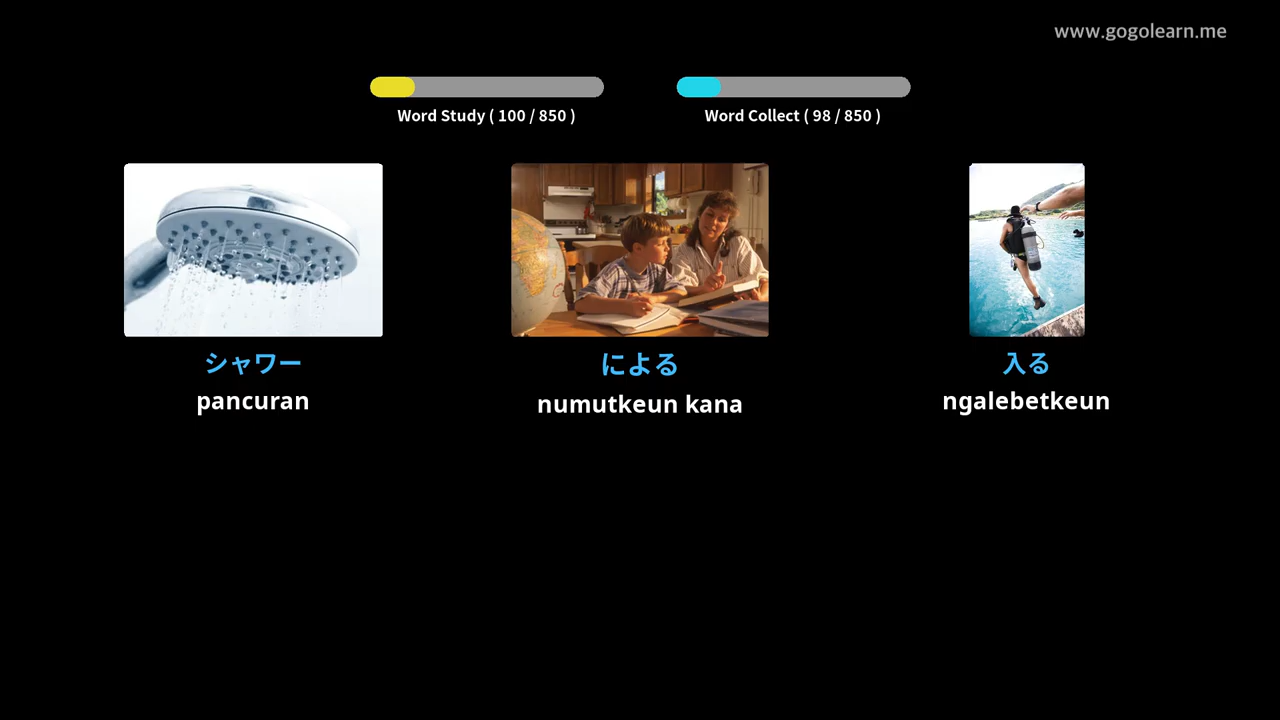 www.gogolearn.me
Word Study ( 100 / 850 )
Word Collect ( 98 / 850 )
シャワー
pancuran
による
numutkeun kana
入る
ngalebetkeun